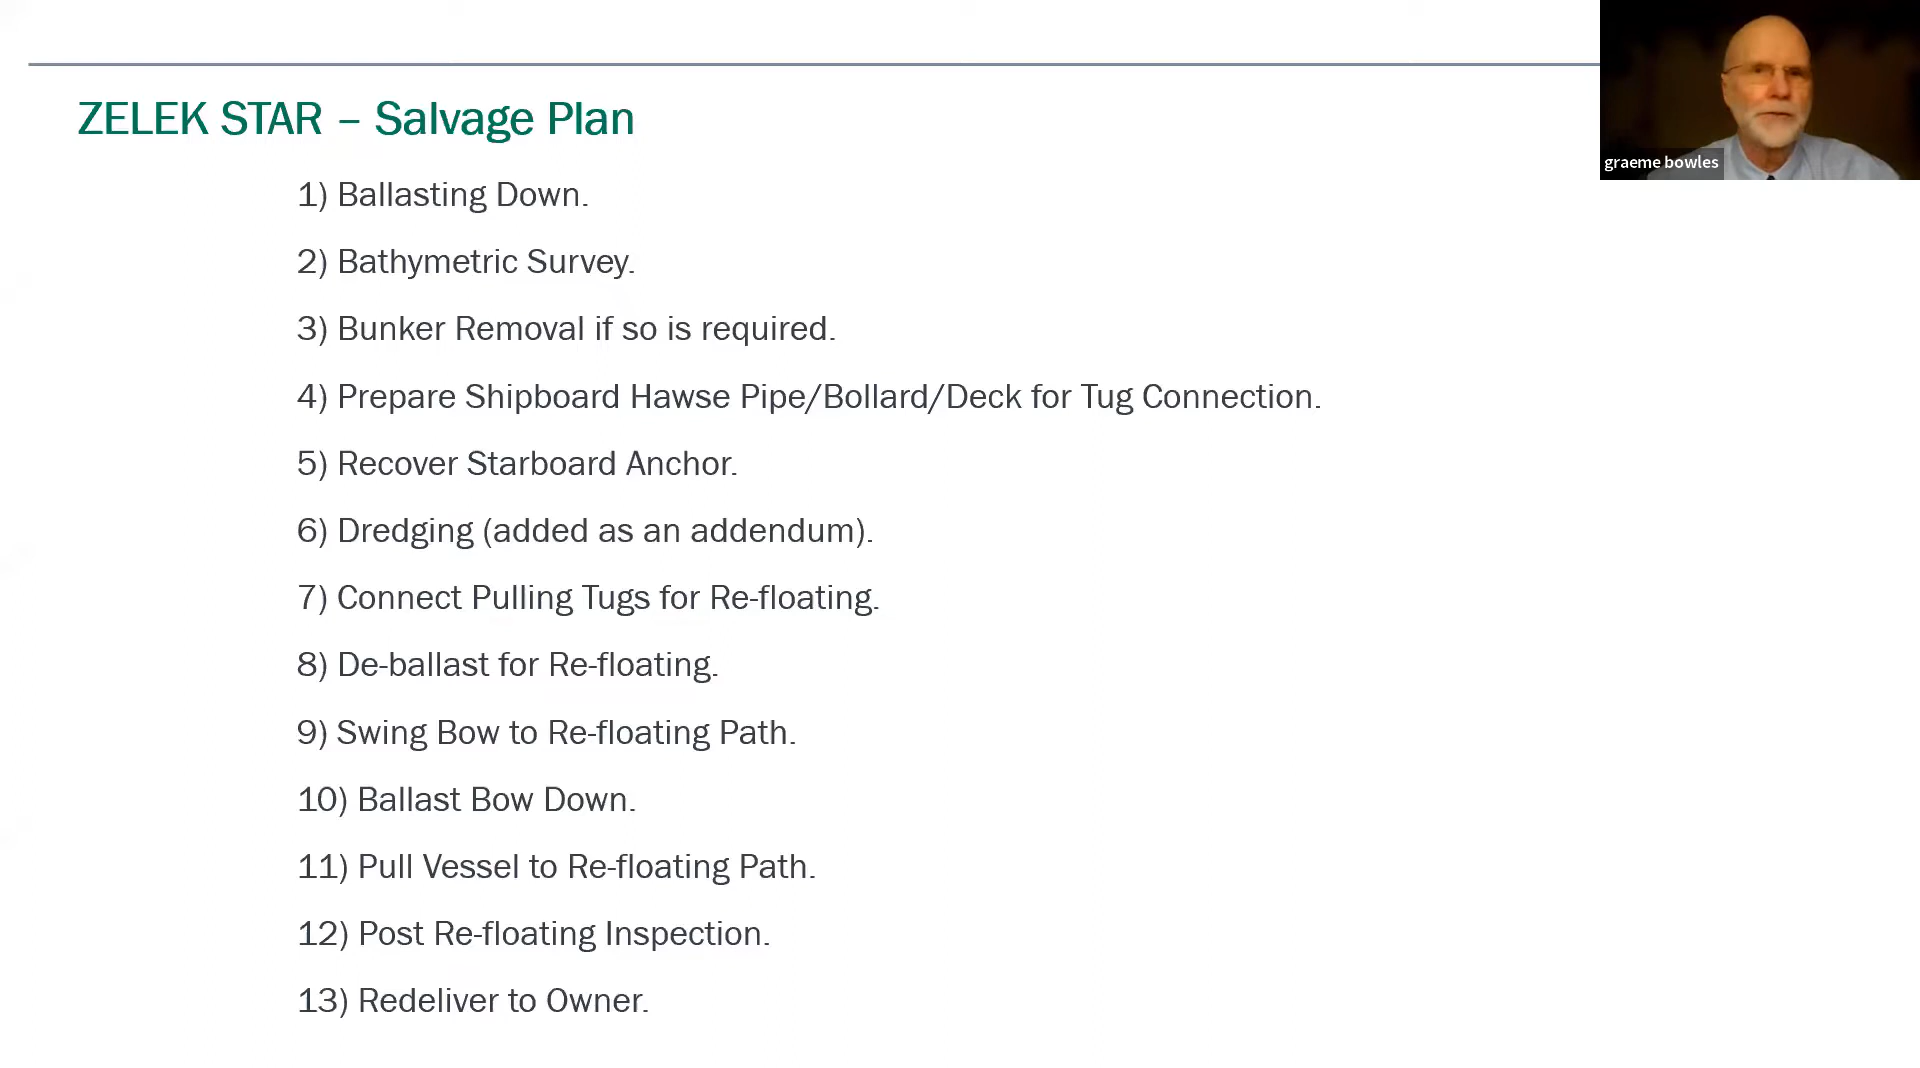 ZELEK STAR – Salvage Plan
graeme bowles
1) Ballasting Down.
2) Bathymetric Survey.
3) Bunker Removal if so is required.
4) Prepare Shipboard Hawse Pipe/Bollard/Deck for Tug Connection.
5) Recover Starboard Anchor.
6) Dredging (added as an addendum).
7) Connect Pulling Tugs for Re-floating.
8) De-ballast for Re-floating.
9) Swing Bow to Re-floating Path.
10) Ballast Bow Down.
11) Pull Vessel to Re-floating Path.
12) Post Re-floating Inspection.
13) Redeliver to Owner.